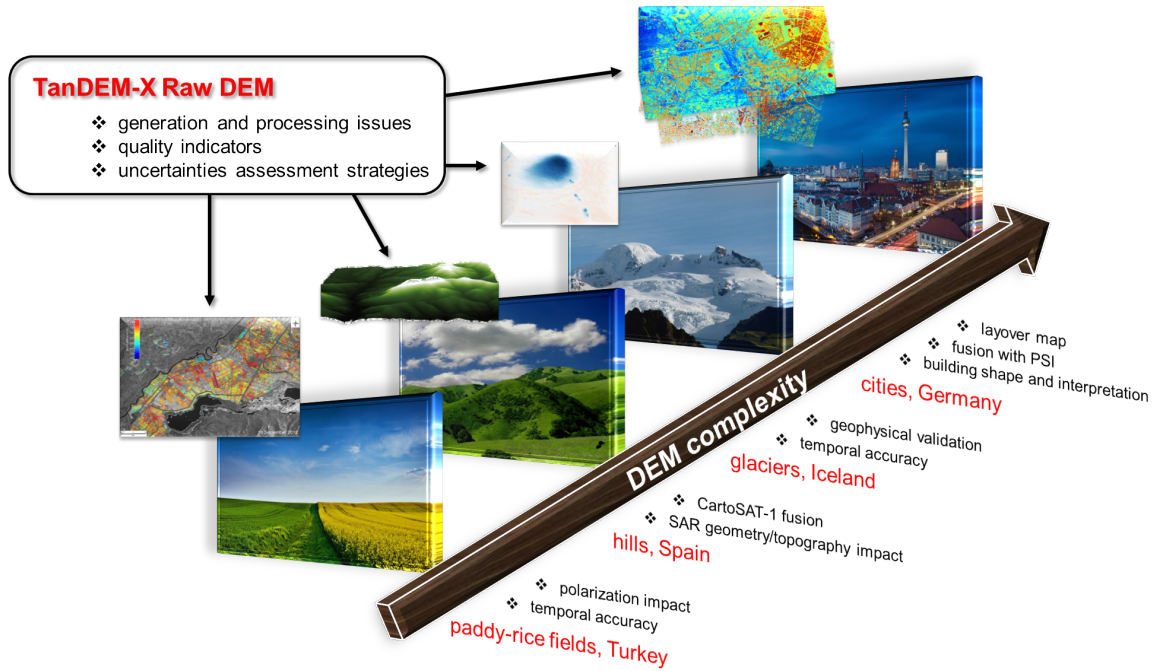 TanDEM-X Raw DEM
❖ generation and processing issues
❖ quality indicators
❖ uncertainties assessment strategies
DEM complexity
❖ layover map
❖ fusion with PSI
❖ building shape and interpretation
cities, Germany
❖ geophysical validation
❖ temporal accuracy
glaciers, Iceland
❖ CartoSAT-1 fusion
❖ SAR geometry/topography impact
hills, Spain
❖ polarization impact
❖ temporal accuracy
paddy-rice fields, Turkey